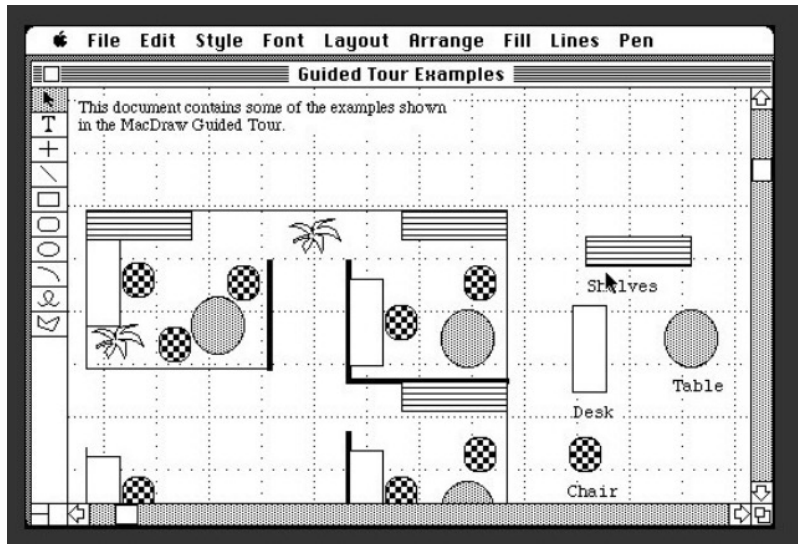 File Edit Style Font Layout Arrange Fill Lines Pen
Guided Tour Examples
This document contains some of the examples shown
in the MacDraw Guided Tour.
T
Shelves
Table
Desk
Chair